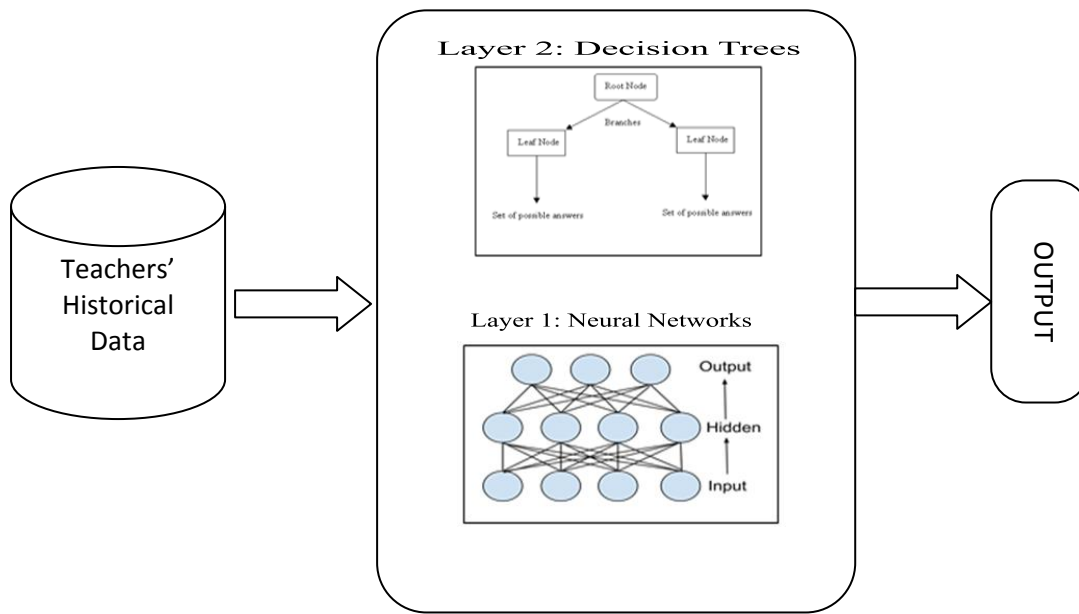 Teachers’
Historical
Data
Layer 2: Decision Trees
Root Node
Branches
Leaf Node
Leaf Node
Set of possible answers
Set of possible answers
Layer 1: Neural Networks
Output
Hidden
Input
OUTPUT